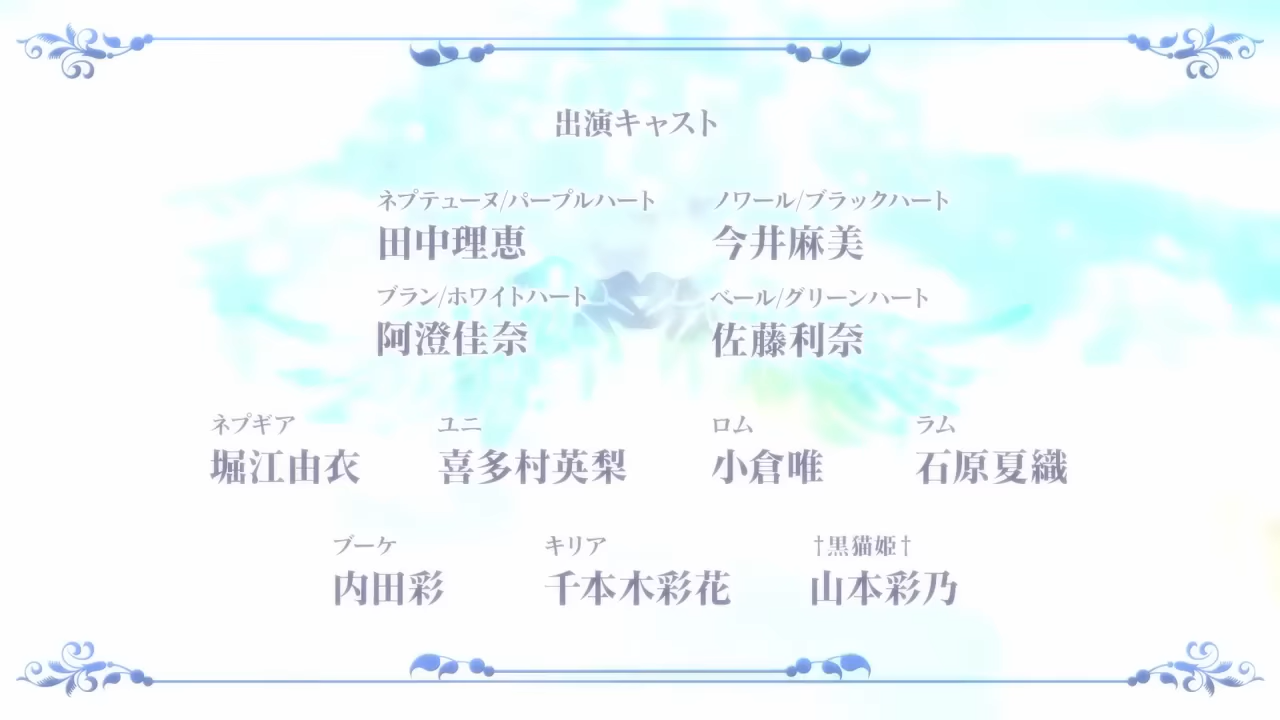 出演キャスト
ネプテューヌ/パープルハート ノワール/ブラックハート
田中理恵 今井麻美
ブラン/ホワイトハート ベール/グリーンハート
阿澄佳奈 佐藤利奈
ネプギア ユニ ロム ラム
堀江由衣 喜多村英梨 小倉唯 石原夏織
ブーケ キリア †黒猫姫†
内田彩 千本木彩花 山本彩乃